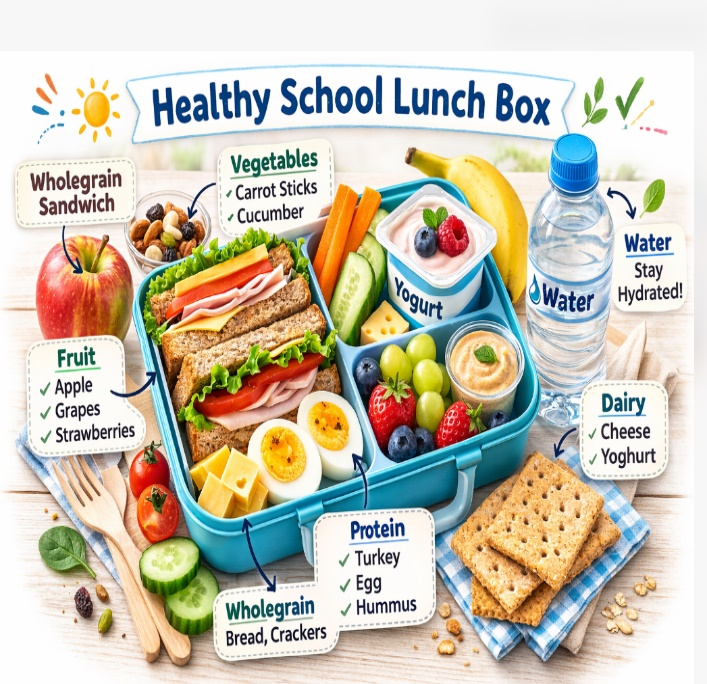 Healthy School Lunch Box
Wholegrain
Sandwich
Vegetables
✓ Carrot Sticks
✓ Cucumber
Water
Stay
Hydrated!
Yogurt
Water
Fruit
✓ Apple
✓ Grapes
✓ Strawberries
Dairy
✓ Cheese
✓ Yoghurt
Protein
✓ Turkey
✓ Egg
✓ Hummus
Wholegrain
Bread, Crackers